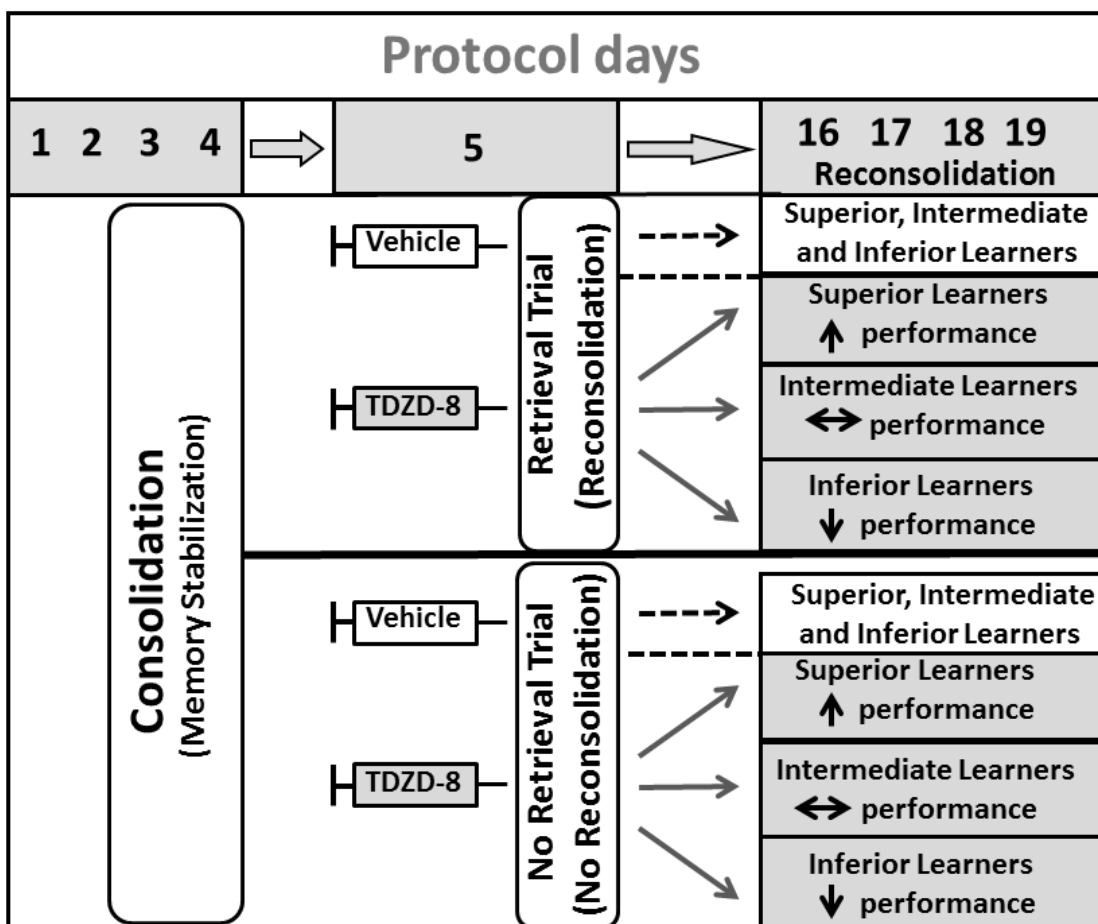 Protocol days
1 2 3 4
5
16 17 18 19
Reconsolidation
Consolidation
(Memory Stabilization)
Vehicle
TDZD-8
Retrieval Trial
(Reconsolidation)
Superior, Intermediate
and Inferior Learners
Superior Learners
performance
Intermediate Learners
performance
Inferior Learners
performance
Vehicle
TDZD-8
No Retrieval Trial
(No Reconsolidation)
Superior, Intermediate
and Inferior Learners
Superior Learners
performance
Intermediate Learners
performance
Inferior Learners
performance